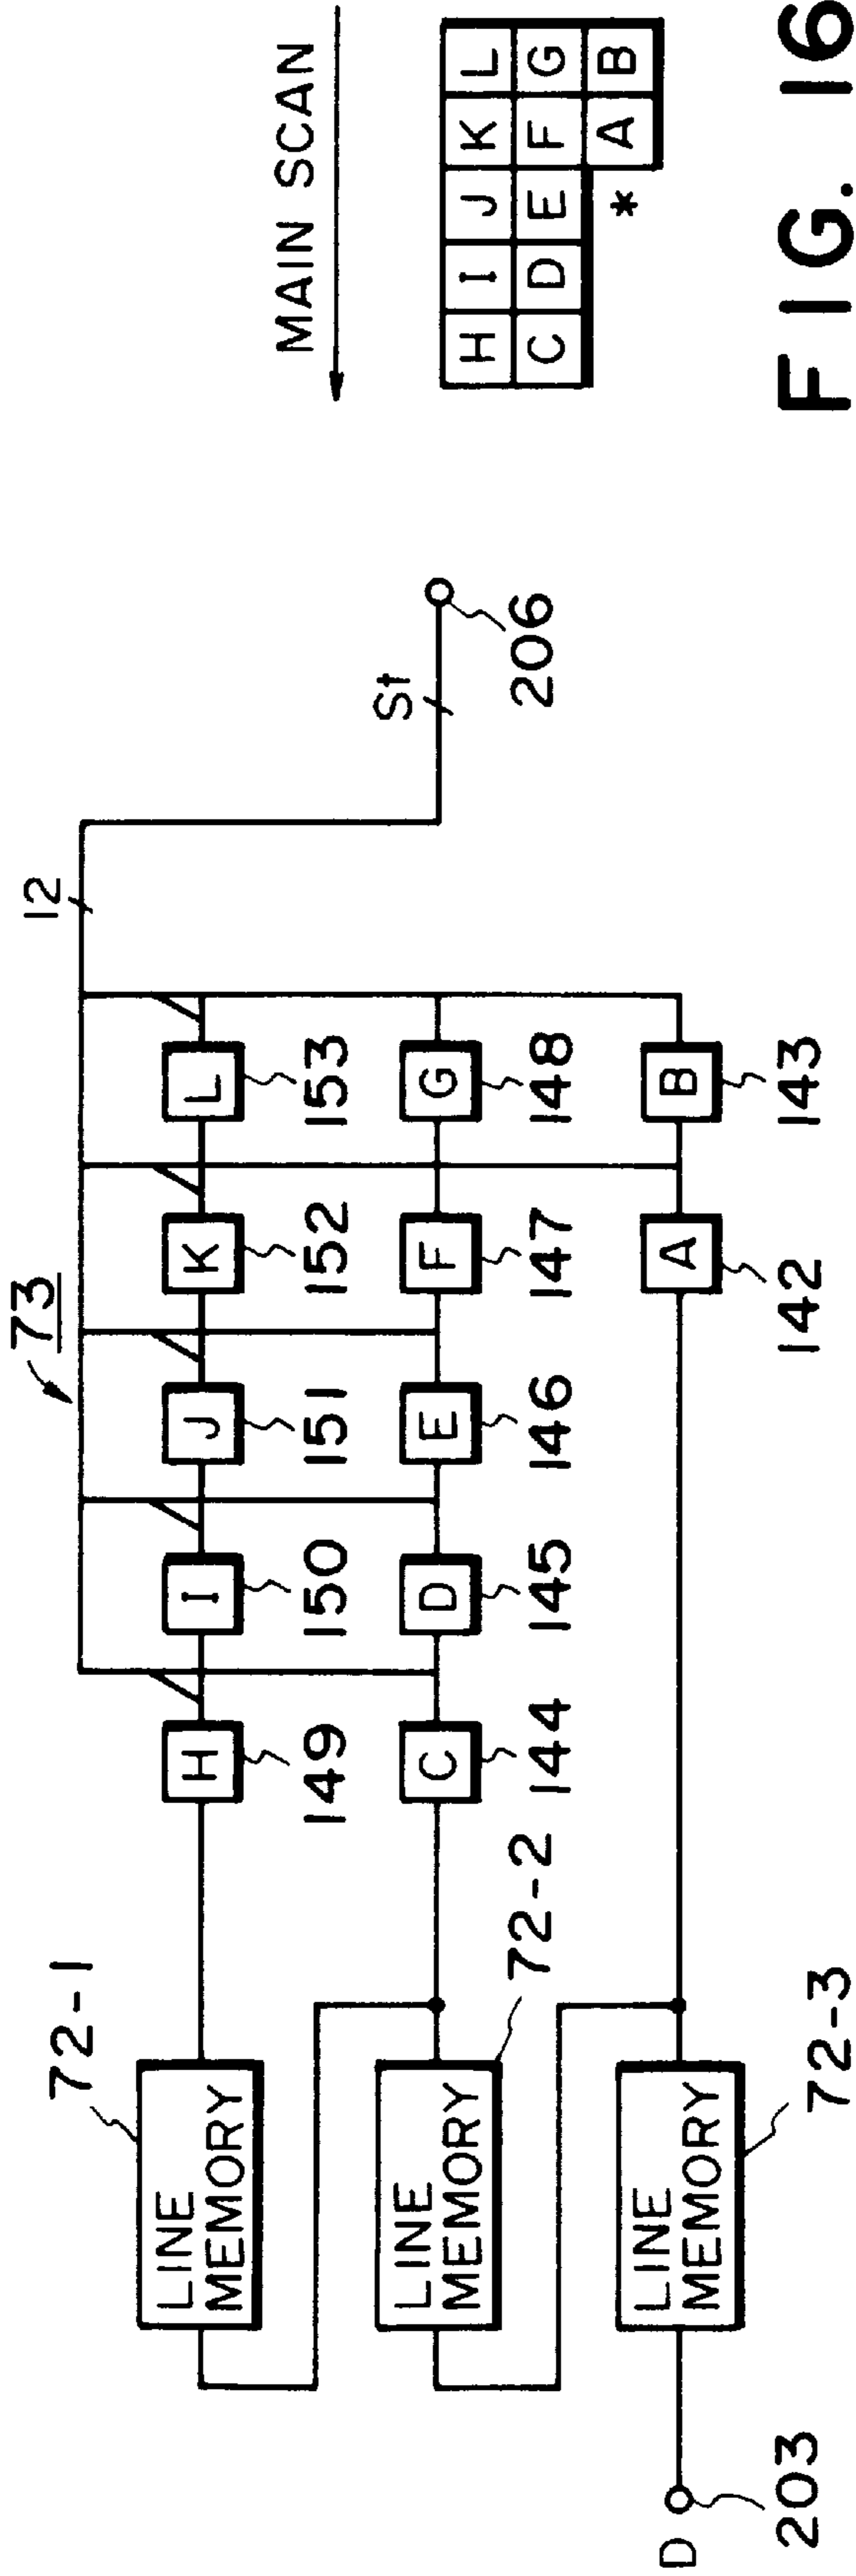 73
12
72-1
LINE
MEMORY
H
I
J
K
L
149
150
151
152
153
St
206
72-2
LINE
MEMORY
C
D
E
F
G
144
145
146
147
148
72-3
LINE
MEMORY
A
B
142
143
D
203
MAIN SCAN
H I J K L
C D E F G
* A B
FIG. 16